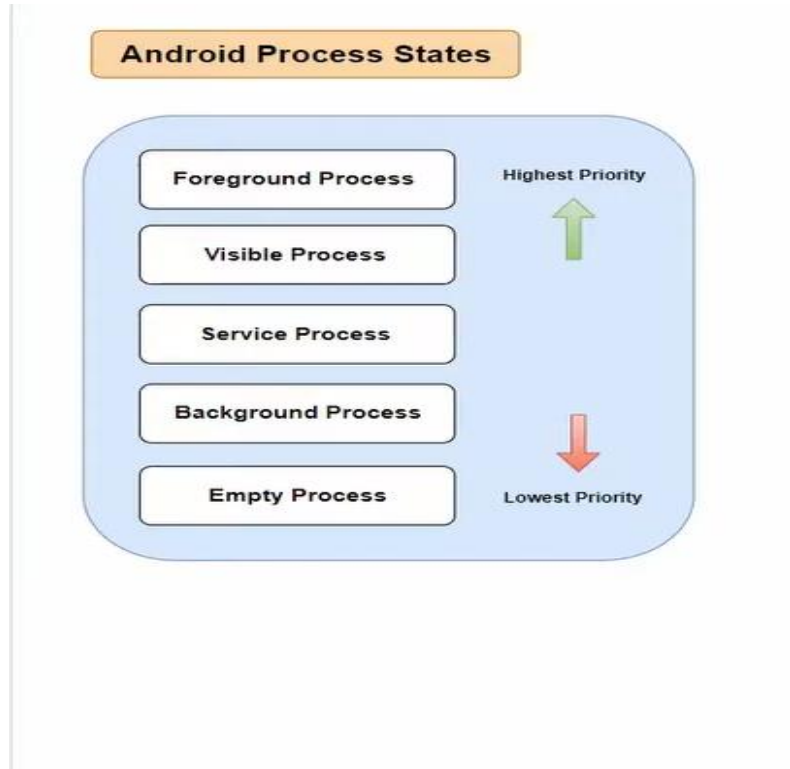 Android Process States
Foreground Process
Highest Priority
Visible Process
Service Process
Background Process
Empty Process
Lowest Priority